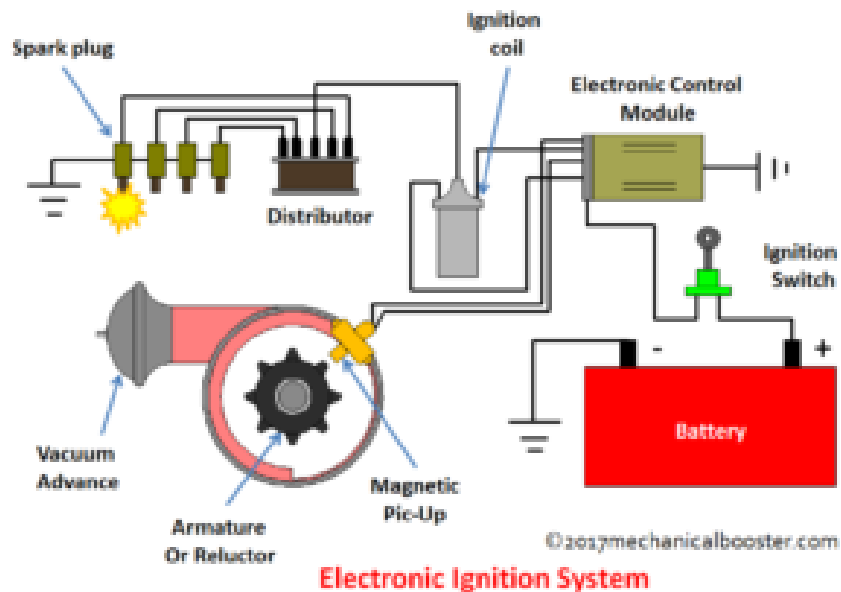 Ignition
coil
Spark plug
Electronic Control
Module
Distributor
Ignition
Switch
-
+
Battery
Vacuum
Advance
Magnetic
Pic-Up
Armature
Or Reluctor
©2017mechanicalbooster.com
Electronic Ignition System